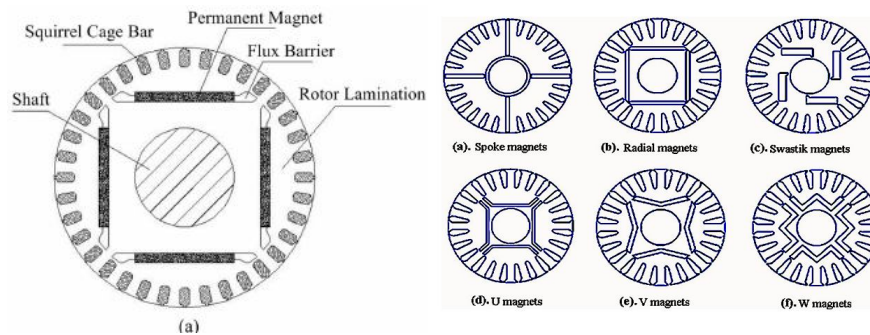 Permanent Magnet
Squirrel Cage Bar
Flux Barrier
Shaft
Rotor Lamination
(a)
(a). Spoke magnets
(b). Radial magnets
(c). Swastik magnets
(d). U magnets
(e). V magnets
(f). W magnets